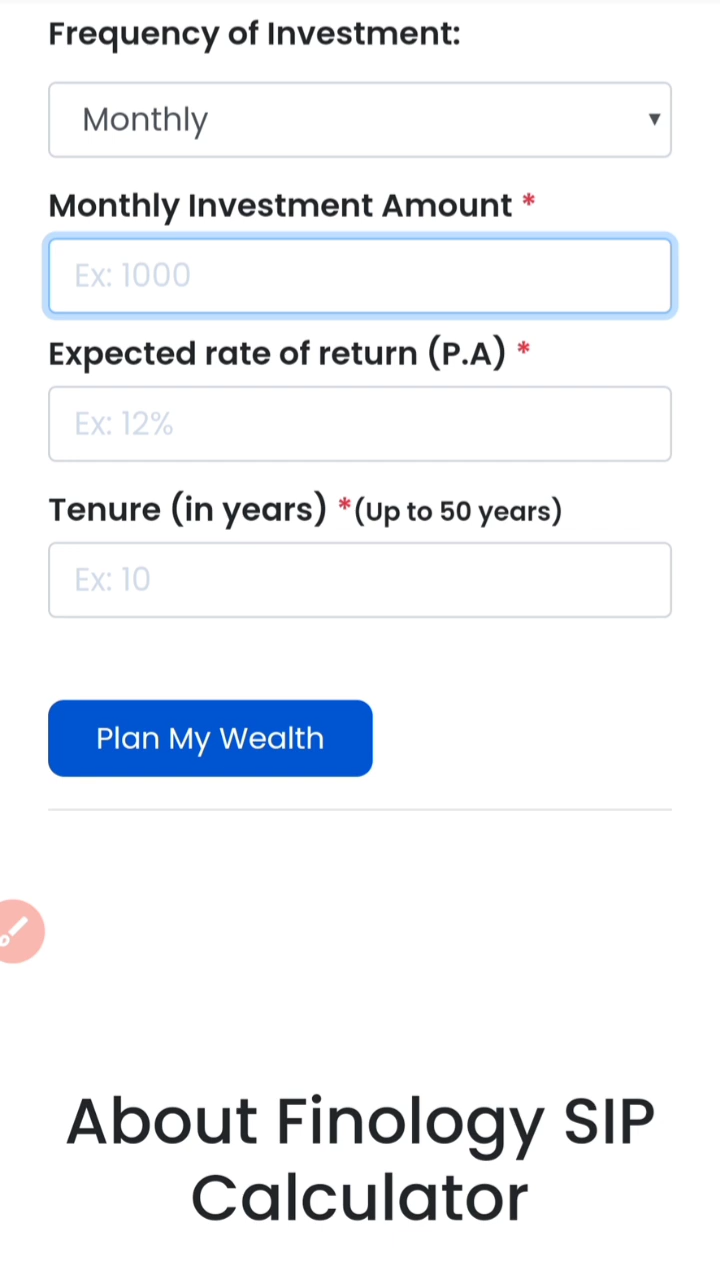 Frequency of Investment:
Monthly
Monthly Investment Amount *
Ex: 1000
Expected rate of return (P.A) *
Ex: 12%
Tenure (in years) *(Up to 50 years)
Ex: 10
Plan My Wealth
About Finology SIP
Calculator